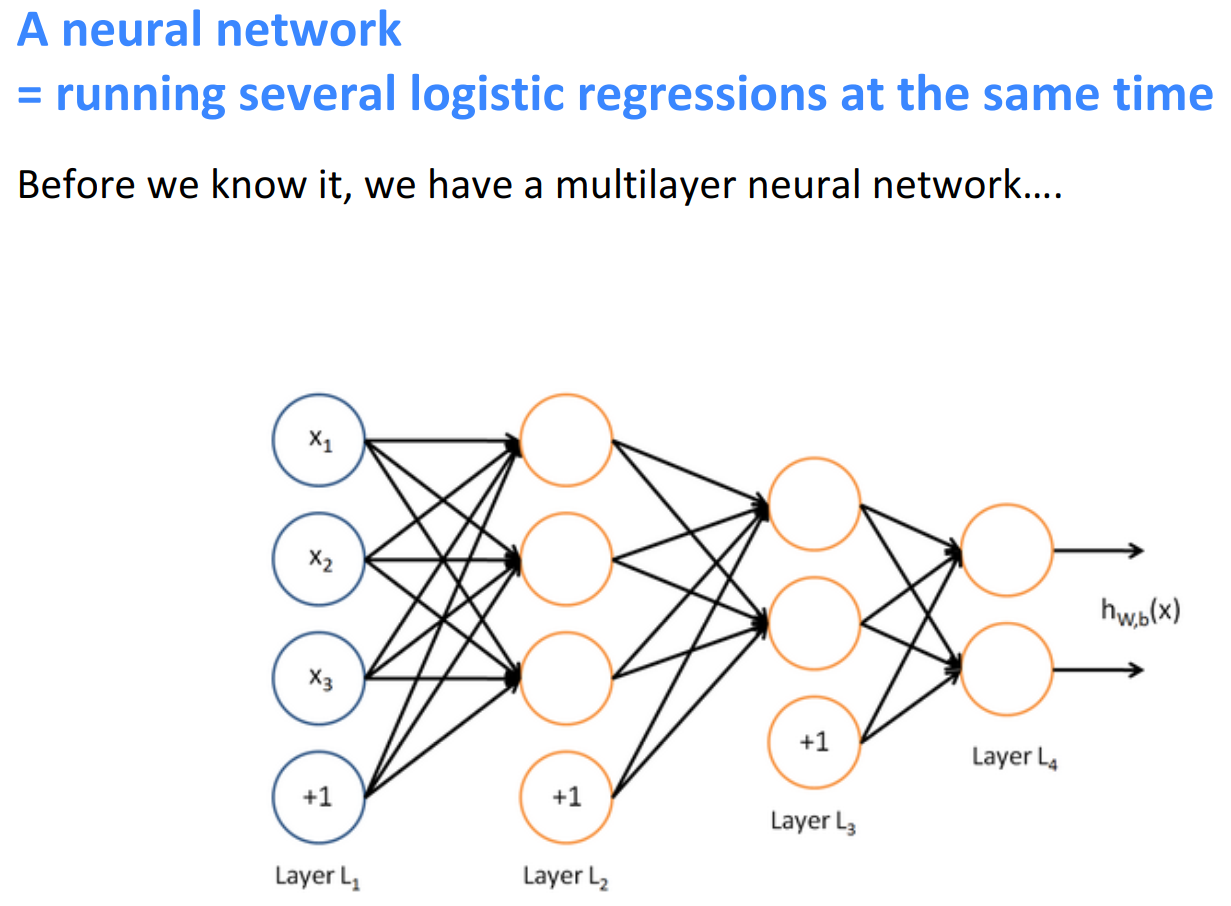 A neural network
= running several logistic regressions at the same time
Before we know it, we have a multilayer neural network....
x₁
x₂
x₃
+1
+1
+1
h_W,b(x)
Layer L₁
Layer L₂
Layer L₃
Layer L₄